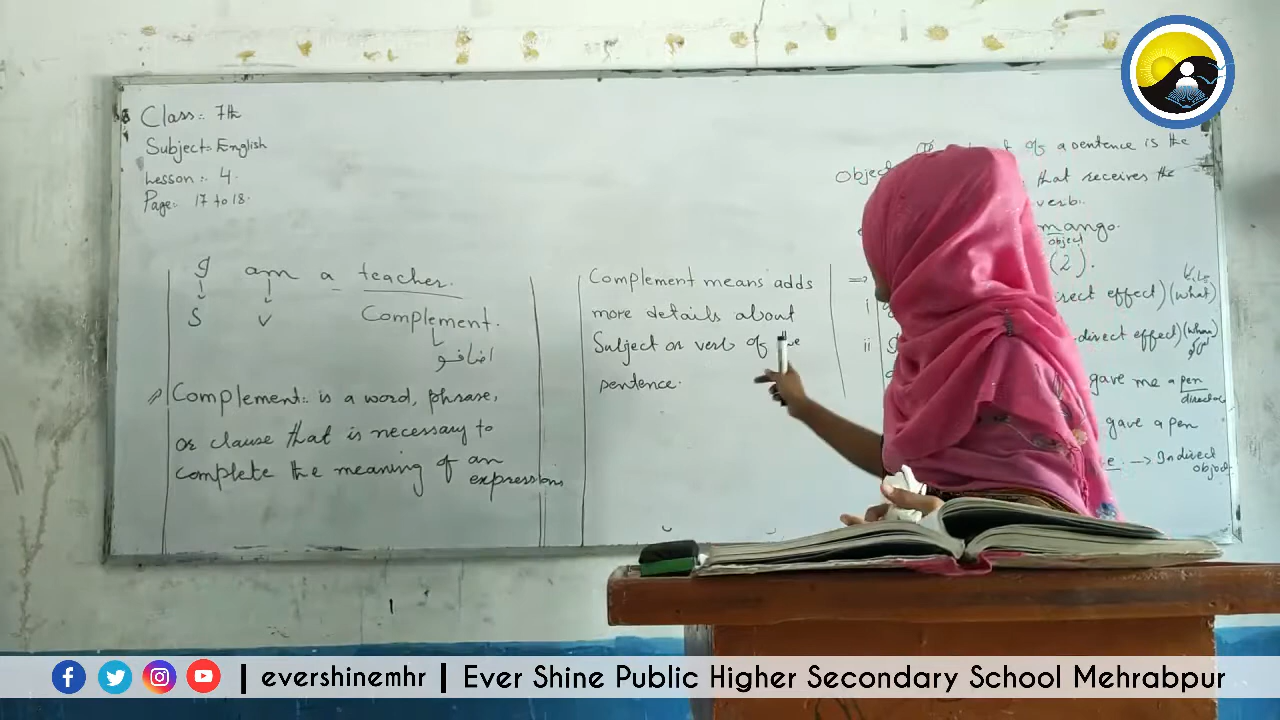 Class:- 7th
Subject:- English
Lesson:- 4.
Page:- 17 to 18.
I am a teacher.
S V Complement.
اضافو
Complement:- is a word, phrase,
or clause that is necessary to
complete the meaning of an
expressions
Complement means adds
more details about
Subject or verb of
sentence.
of a sentence is the
Object that receives the
verb.
mango.
object
(2).
i direct effect) (what)
ii direct effect) (whom)
gave me a pen
gave a pen
→ Indirect
object
evershinemhr | Ever Shine Public Higher Secondary School Mehrabpur